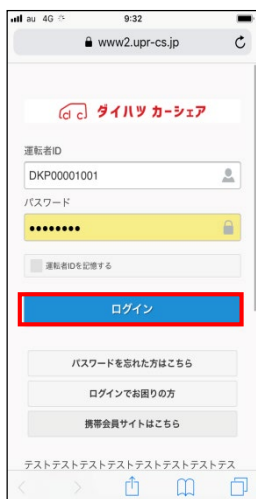 au 4G 9:32
www2.upr-cs.jp
dc ダイハツ カーシェア
運転者ID
DKP00001001
パスワード
••••••••
運転者IDを記憶する
ログイン
パスワードを忘れた方はこちら
ログインでお困りの方
携帯会員サイトはこちら
テストテストテストテストテストテストテストテス